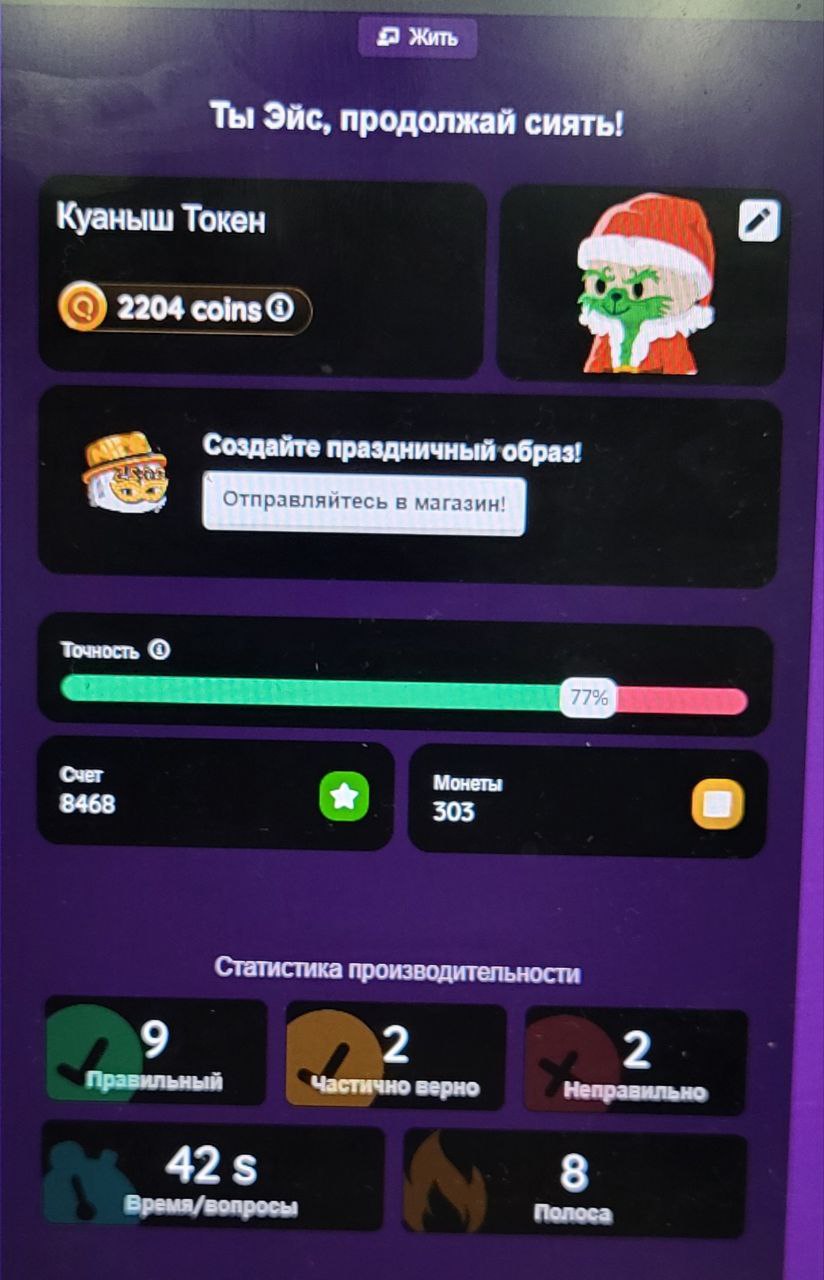 Жить
Ты Эйс, продолжай сиять!
Куаныш Токен
2204 coins
Создайте праздничный образ!
Отправляйтесь в магазин!
Точность
77%
Счет
8468
Монеты
303
Статистика производительности
9
Правильный
2
Частично верно
2
Неправильно
42 s
Время/вопросы
8
Полоса